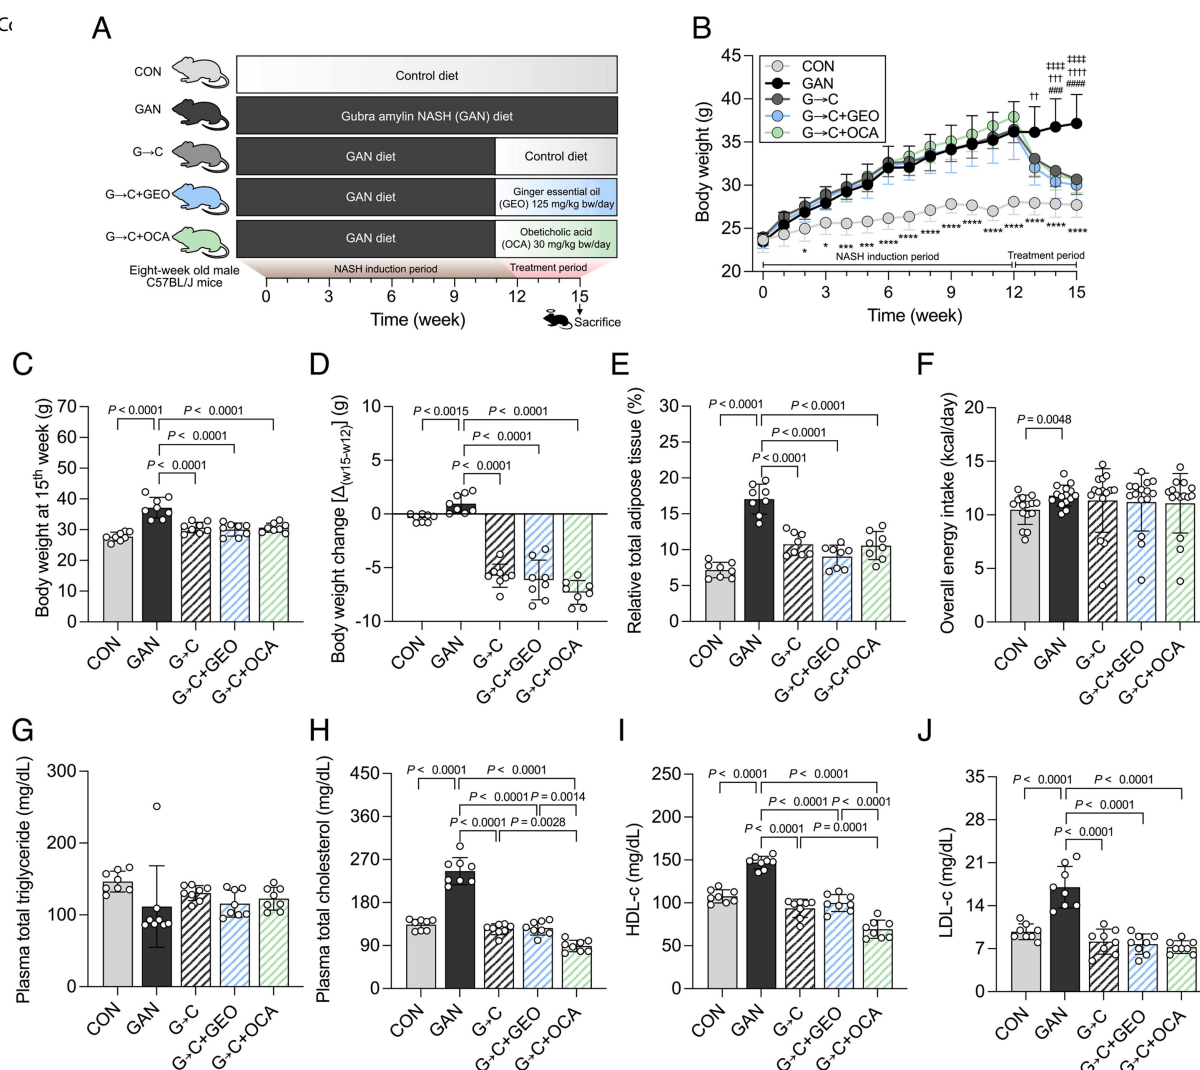 Co
A
CON
Control diet
GAN
Gubra amylin NASH (GAN) diet
G→C
GAN diet
Control diet
G→C+GEO
GAN diet
Ginger essential oil
(GEO) 125 mg/kg bw/day
G→C+OCA
GAN diet
Obeticholic acid
(OCA) 30 mg/kg bw/day
Eight-week old male
C57BL/J mice
NASH induction period
Treatment period
0 3 6 9 12 15
Time (week)
Sacrifice
B
Body weight (g)
45
40
35
30
25
20
CON
GAN
G→C
G→C+GEO
G→C+OCA
†† ‡‡‡‡ ‡‡‡‡
††† ††††
### ####
* * *** *** **** **** **** **** **** **** **** **** **** ****
NASH induction period
Treatment period
0 3 6 9 12 15
Time (week)
C
Body weight at 15th week (g)
70
60
50
40
30
20
10
0
P < 0.0001 P < 0.0001
P < 0.0001
P < 0.0001
CON GAN G→C G→C+GEO G→C+OCA
D
Body weight change [Δ(w15-w12)] (g)
10
5
0
-5
-10
P < 0.0015 P < 0.0001
P < 0.0001
P < 0.0001
CON GAN G→C G→C+GEO G→C+OCA
E
Relative total adipose tissue (%)
30
25
20
15
10
5
0
P < 0.0001 P < 0.0001
P < 0.0001
P < 0.0001
CON GAN G→C G→C+GEO G→C+OCA
F
Overall energy intake (kcal/day)
20
15
10
5
0
P = 0.0048
CON GAN G→C G→C+GEO G→C+OCA
G
Plasma total triglyceride (mg/dL)
300
200
100
0
CON GAN G→C G→C+GEO G→C+OCA
H
Plasma total cholesterol (mg/dL)
450
360
270
180
90
0
P < 0.0001 P < 0.0001
P < 0.0001 P = 0.0014
P < 0.0001 P = 0.0028
CON GAN G→C G→C+GEO G→C+OCA
I
HDL-c (mg/dL)
250
200
150
100
50
0
P < 0.0001 P < 0.0001
P < 0.0001 P < 0.0001
P < 0.0001 P = 0.0001
CON GAN G→C G→C+GEO G→C+OCA
J
LDL-c (mg/dL)
35
28
21
14
7
0
P < 0.0001 P < 0.0001
P < 0.0001
P < 0.0001
CON GAN G→C G→C+GEO G→C+OCA